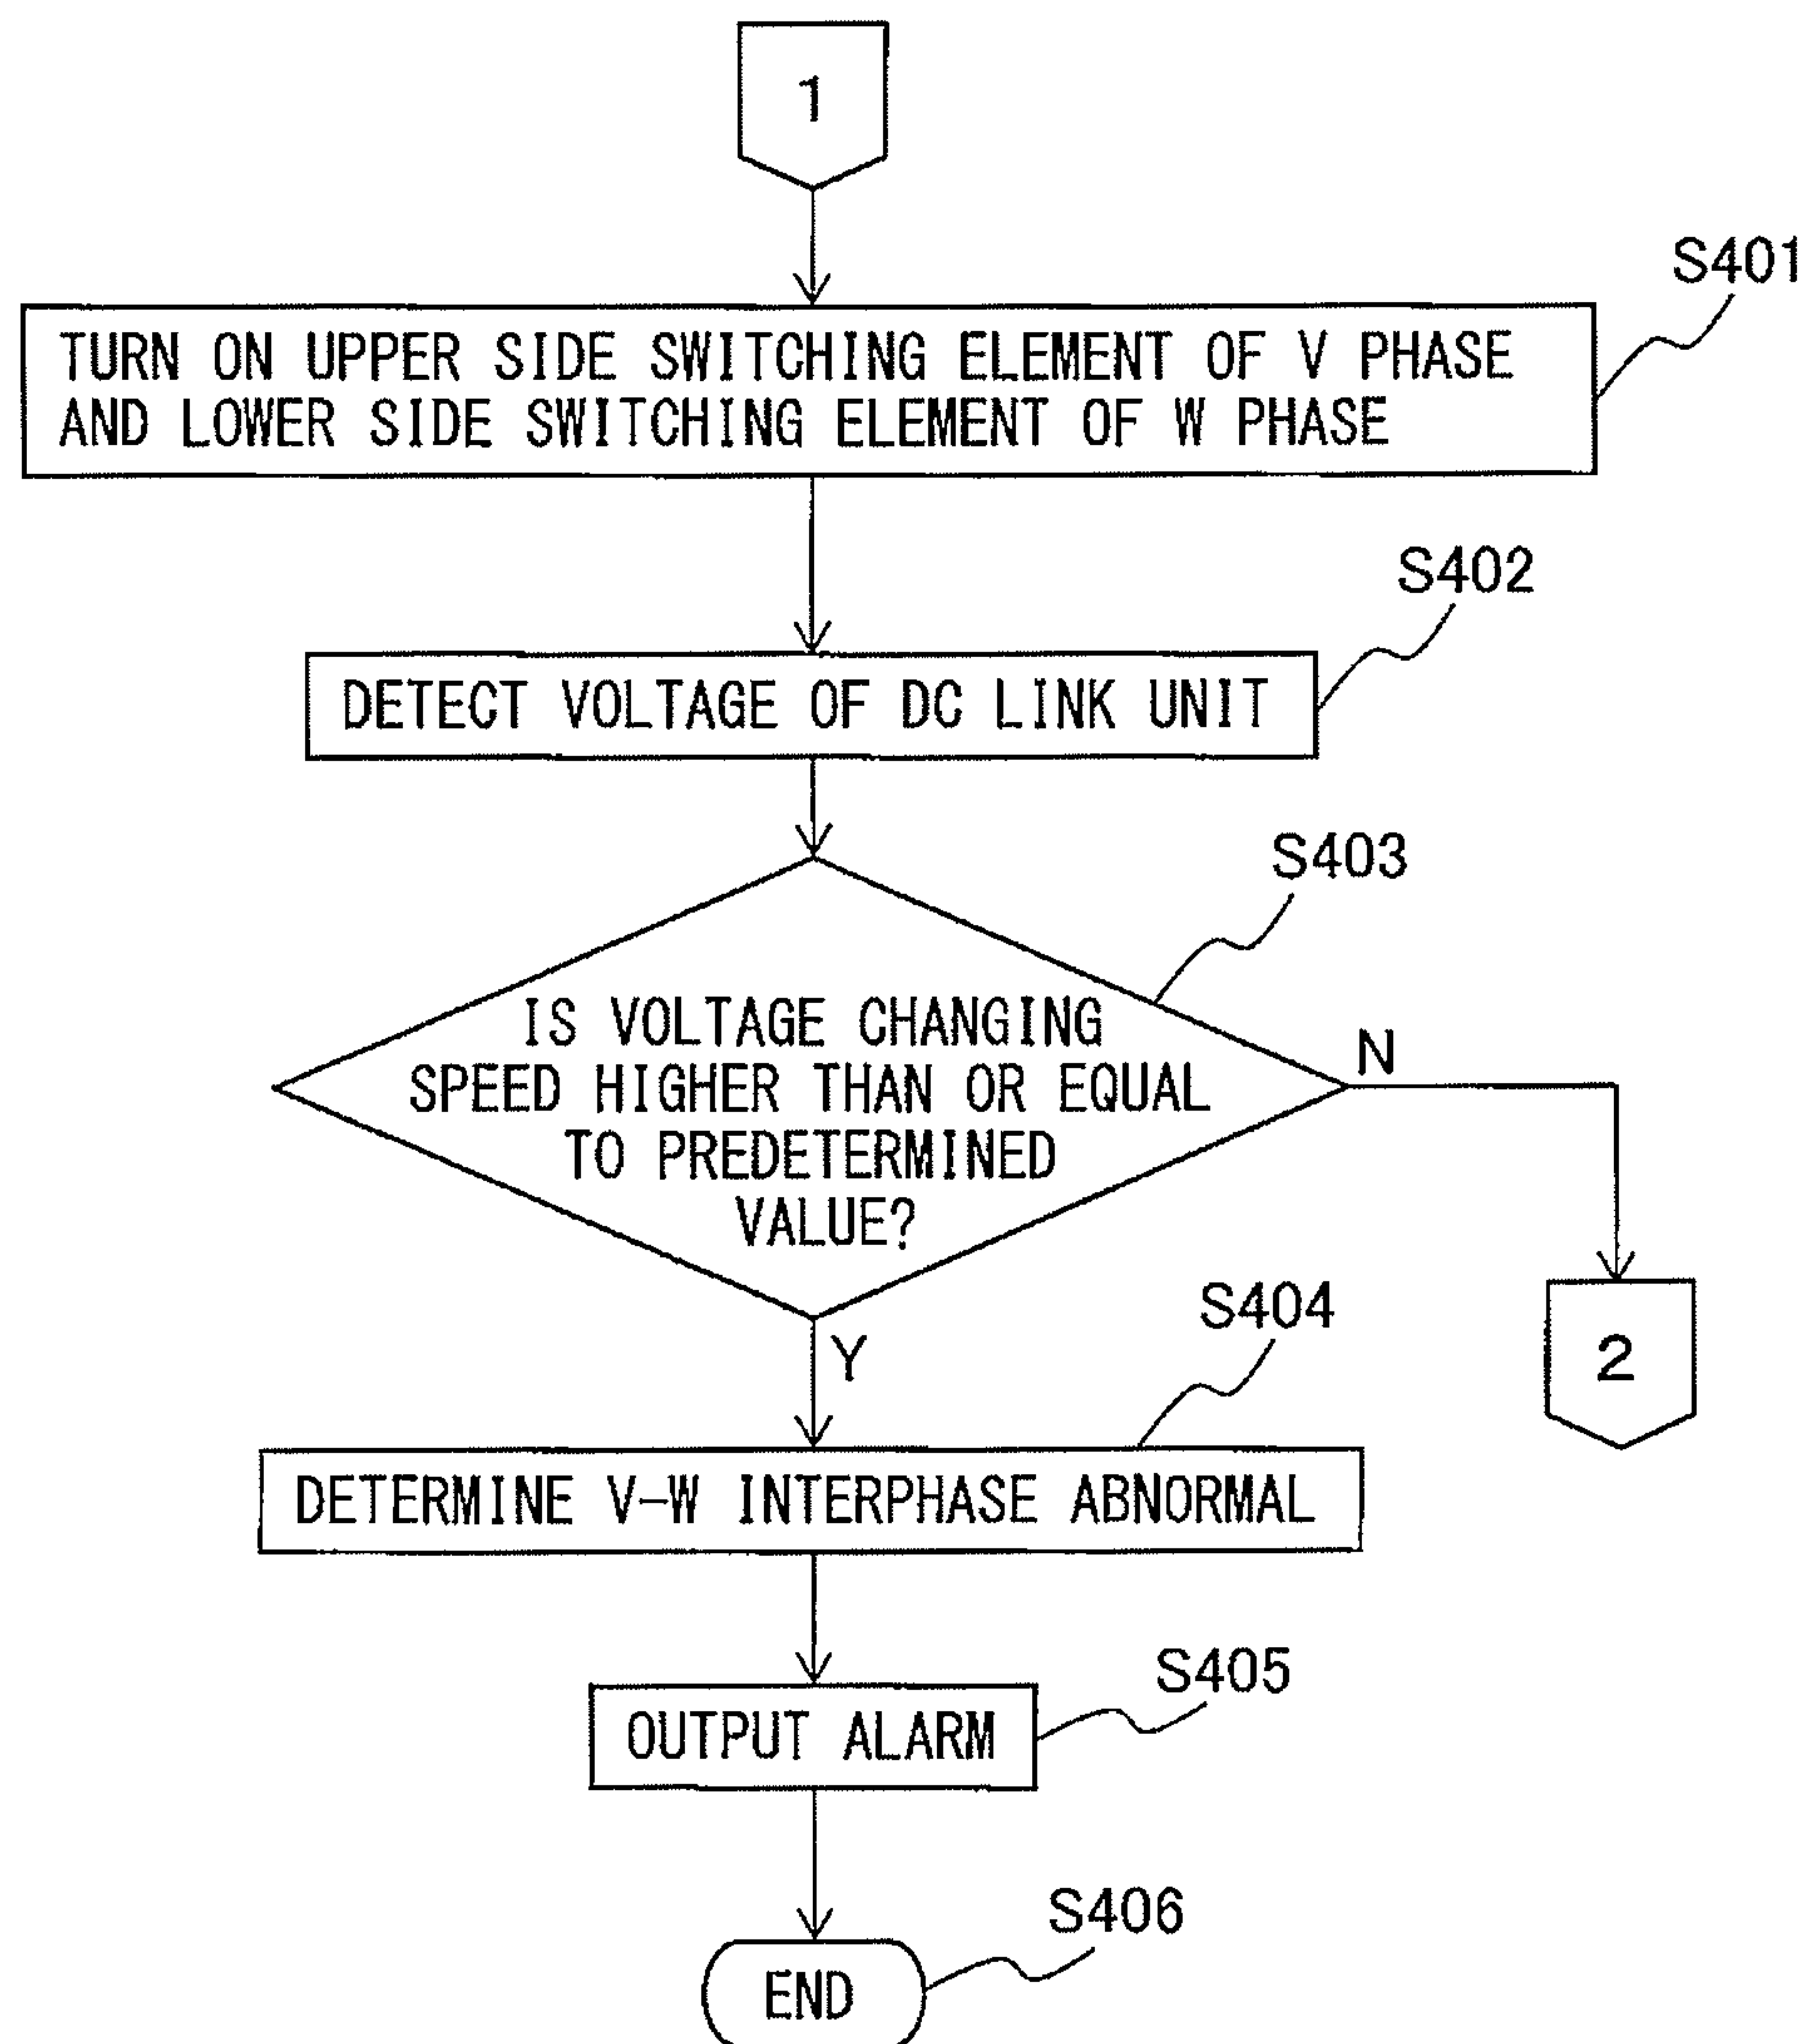 1
S401
TURN ON UPPER SIDE SWITCHING ELEMENT OF V PHASE
AND LOWER SIDE SWITCHING ELEMENT OF W PHASE
S402
DETECT VOLTAGE OF DC LINK UNIT
S403
IS VOLTAGE CHANGING
SPEED HIGHER THAN OR EQUAL
TO PREDETERMINED
VALUE?
N
Y
2
S404
DETERMINE V-W INTERPHASE ABNORMAL
S405
OUTPUT ALARM
S406
END